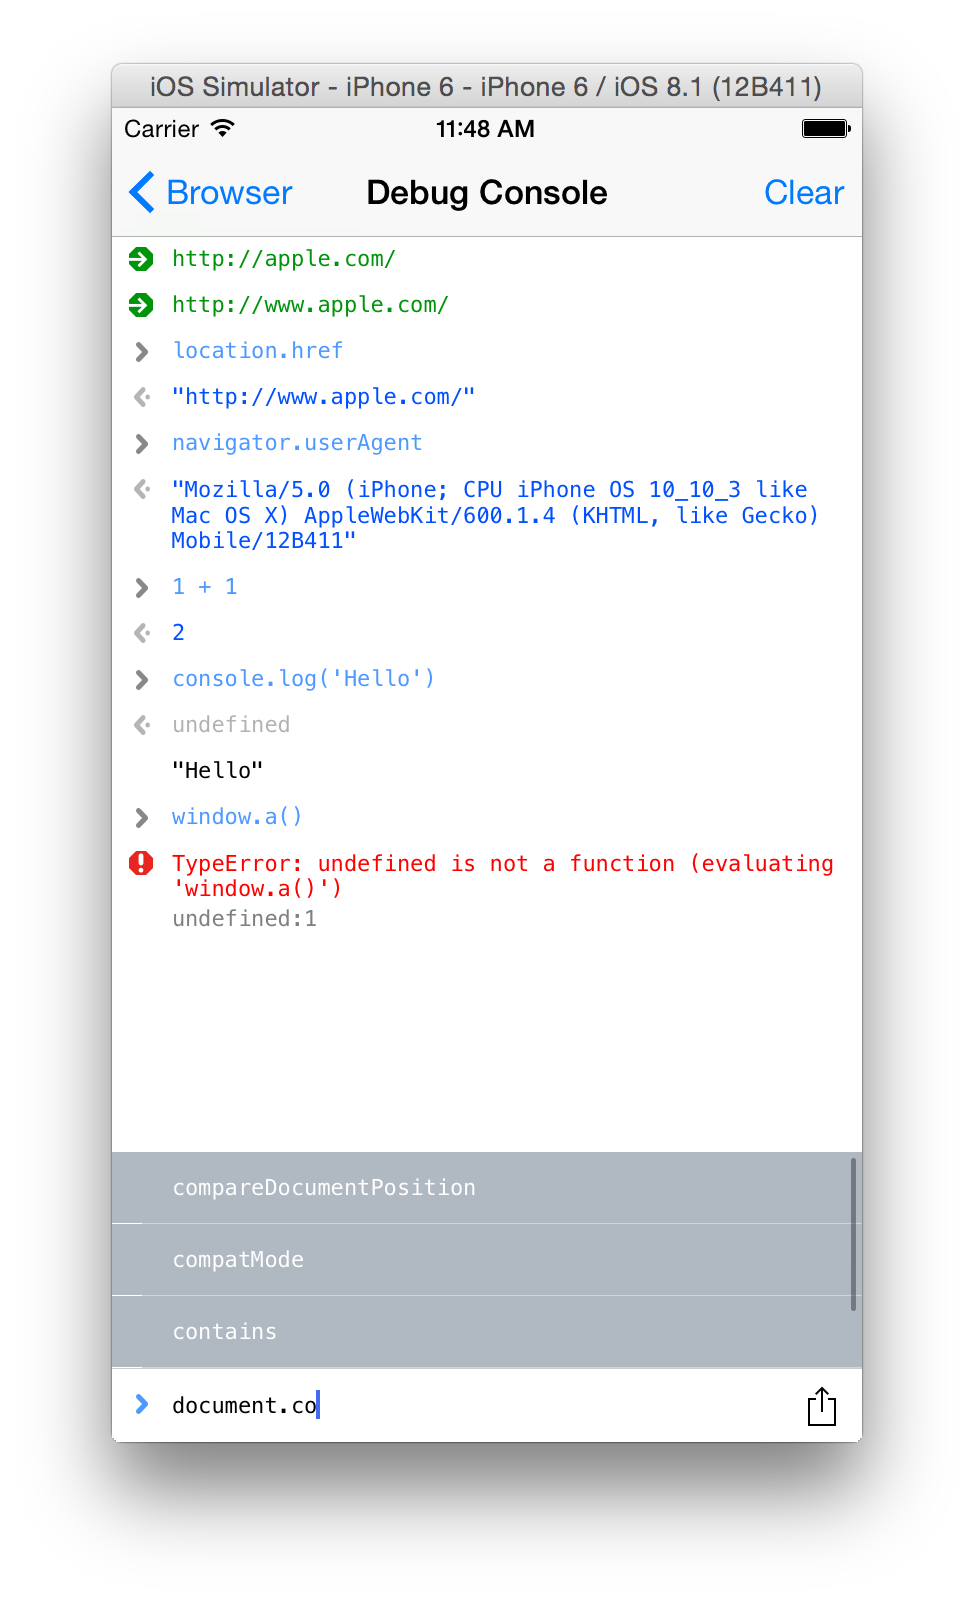 iOS Simulator - iPhone 6 - iPhone 6 / iOS 8.1 (12B411)
Carrier 11:48 AM
Browser Debug Console Clear
http://apple.com/
http://www.apple.com/
location.href
"http://www.apple.com/"
navigator.userAgent
"Mozilla/5.0 (iPhone; CPU iPhone OS 10_10_3 like
Mac OS X) AppleWebKit/600.1.4 (KHTML, like Gecko)
Mobile/12B411"
1 + 1
2
console.log('Hello')
undefined
"Hello"
window.a()
TypeError: undefined is not a function (evaluating
'window.a()')
undefined:1
compareDocumentPosition
compatMode
contains
document.co